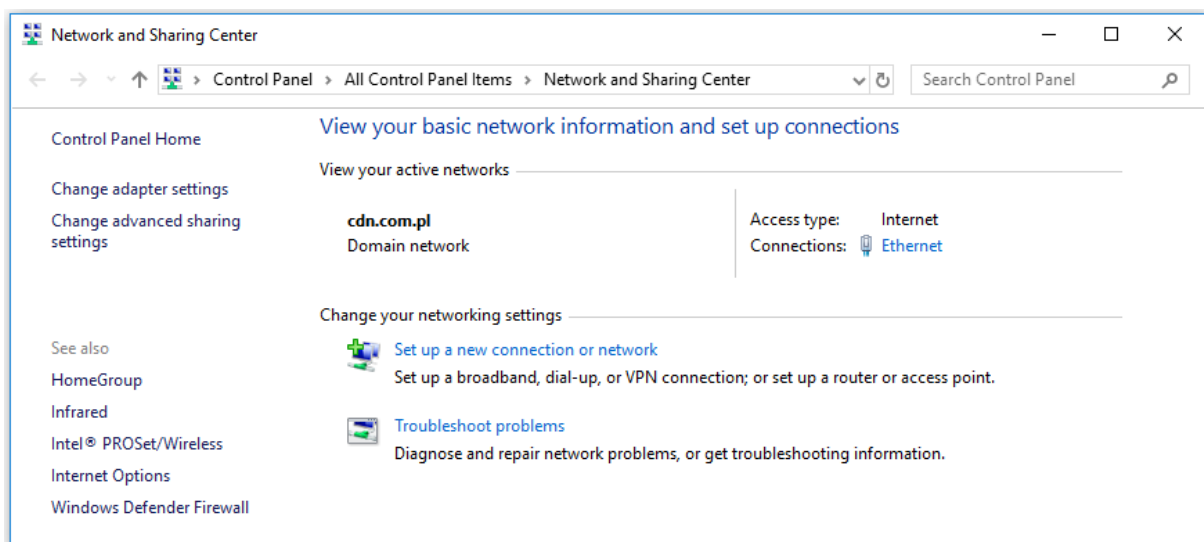 Network and Sharing Center
Control Panel > All Control Panel Items > Network and Sharing Center
Search Control Panel
Control Panel Home
Change adapter settings
Change advanced sharing
settings
See also
HomeGroup
Infrared
Intel® PROSet/Wireless
Internet Options
Windows Defender Firewall
View your basic network information and set up connections
View your active networks
cdn.com.pl
Domain network
Access type: Internet
Connections: Ethernet
Change your networking settings
Set up a new connection or network
Set up a broadband, dial-up, or VPN connection; or set up a router or access point.
Troubleshoot problems
Diagnose and repair network problems, or get troubleshooting information.